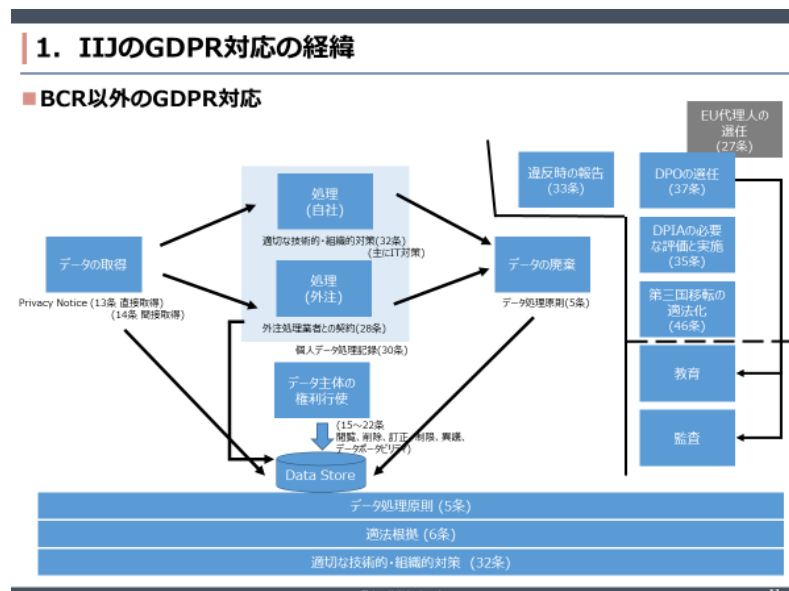 1. IIJのGDPR対応の経緯
BCR以外のGDPR対応
EU代理人の
選任
(27条)
違反時の報告
(33条)
DPOの選任
(37条)
処理
(自社)
適切な技術的・組織的対策(32条)
(主にIT対策)
DPIAの必要
な評価と実施
(35条)
データの取得
Privacy Notice (13条 直接取得)
(14条 間接取得)
処理
(外注)
外注処理業者との契約(28条)
個人データ処理記録(30条)
データの廃棄
データ処理原則(5条)
第三国移転の
適法化
(46条)
教育
データ主体の
権利行使
(15～22条
閲覧、削除、訂正、制限、異議、
データポータビリティ)
監査
Data Store
データ処理原則 (5条)
適法根拠 (6条)
適切な技術的・組織的対策 (32条)